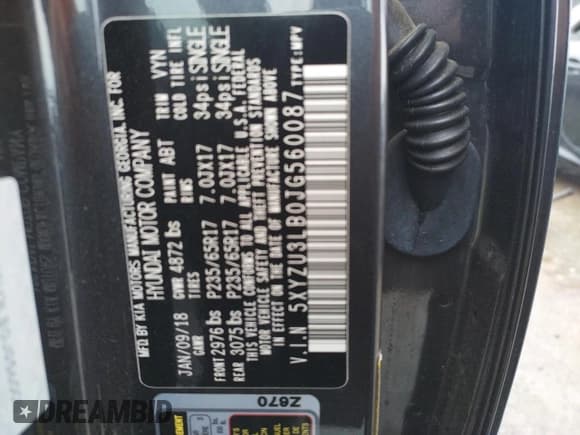 MFD BY KIA MOTORS MANUFACTURING GEORGIA, INC. FOR
HYUNDAI MOTOR COMPANY
JAN/09/18 GVWR 4872 lbs PAINT ABT TRIM VYN
GAWR TIRES RIMS COLD TIRE INFL
FRONT 2976 lbs P235/65R17 7.0JX17 34psi SINGLE
REAR 3075 lbs P235/65R17 7.0JX17 34psi SINGLE
THIS VEHICLE CONFORMS TO ALL APPLICABLE U.S.A. FEDERAL
MOTOR VEHICLE SAFETY AND THEFT PREVENTION STANDARDS
IN EFFECT ON THE DATE OF MANUFACTURE SHOWN ABOVE
V.I.N 5XYZU3LB0JG560087 TYPE: MPV
Z870
DREAMBID